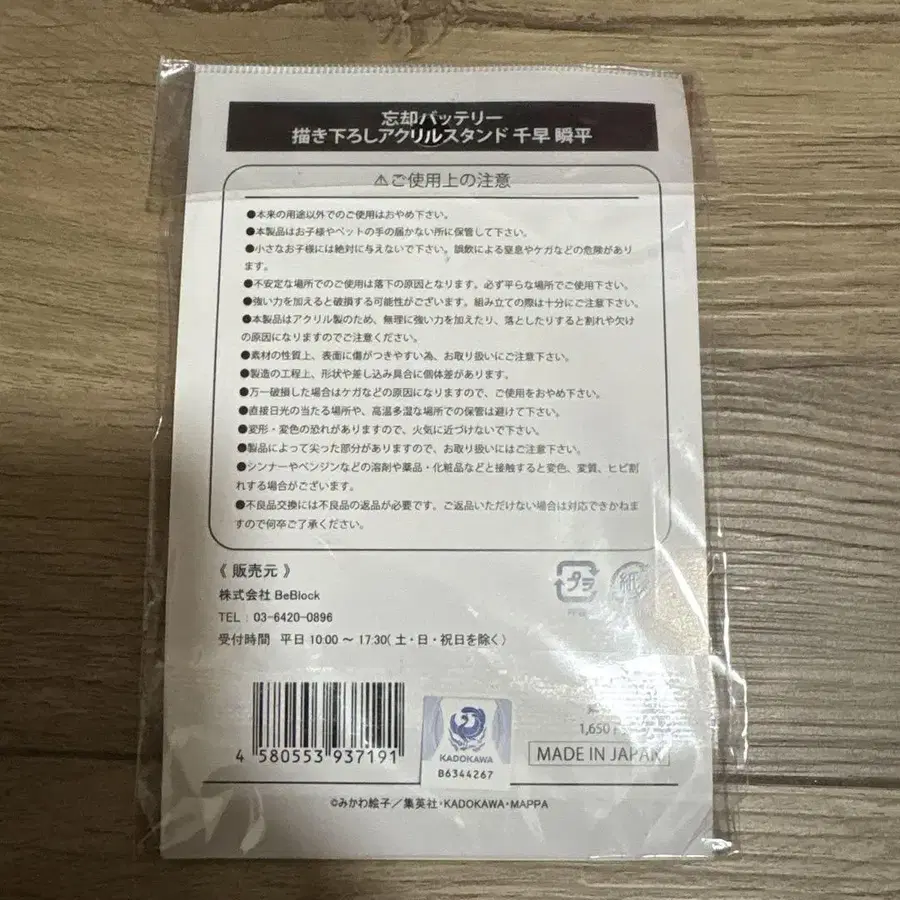 忘却バッテリー
描き下ろしアクリルスタンド 千早 瞬平
⚠ご使用上の注意
●本来の用途以外でのご使用はおやめ下さい。
●本製品はお子様やペットの手の届かない所に保管して下さい。
●小さなお子様には絶対に与えないで下さい。誤飲による窒息やケガなどの危険があり
ます。
●不安定な場所でのご使用は落下の原因となります。必ず平らな場所でご使用下さい。
●強い力を加えると破損する可能性がございます。組み立ての際は十分にご注意下さい。
●本製品はアクリル製のため、無理に強い力を加えたり、落としたりすると割れや欠け
の原因になりますのでご注意ください。
●素材の性質上、表面に傷がつきやすい為、お取り扱いにご注意下さい。
●製造の工程上、形状や差し込み具合に個体差があります。
●万一破損した場合はケガなどの原因になりますので、ご使用をおやめ下さい。
●直接日光の当たる場所や、高温多湿な場所での保管は避けて下さい。
●変形・変色の恐れがありますので、火気に近づけないで下さい。
●製品によって尖った部分がありますので、お取り扱いにはご注意下さい。
●シンナーやベンジンなどの溶剤や薬品・化粧品などと接触すると変色、変質、ヒビ割
れする場合がございます。
●不良品交換には不良品の返品が必要です。ご返品いただけない場合は対応できかねま
すので何卒ご了承ください。
《 販売元 》
株式会社 BeBlock
TEL : 03-6420-0896
受付時間 平日 10:00 ～ 17:30( 土・日・祝日を除く )
プラ
紙
1,650
4 580553 937191
KADOKAWA
B6344267
MADE IN JAPAN
©みかわ絵子／集英社・KADOKAWA・MAPPA